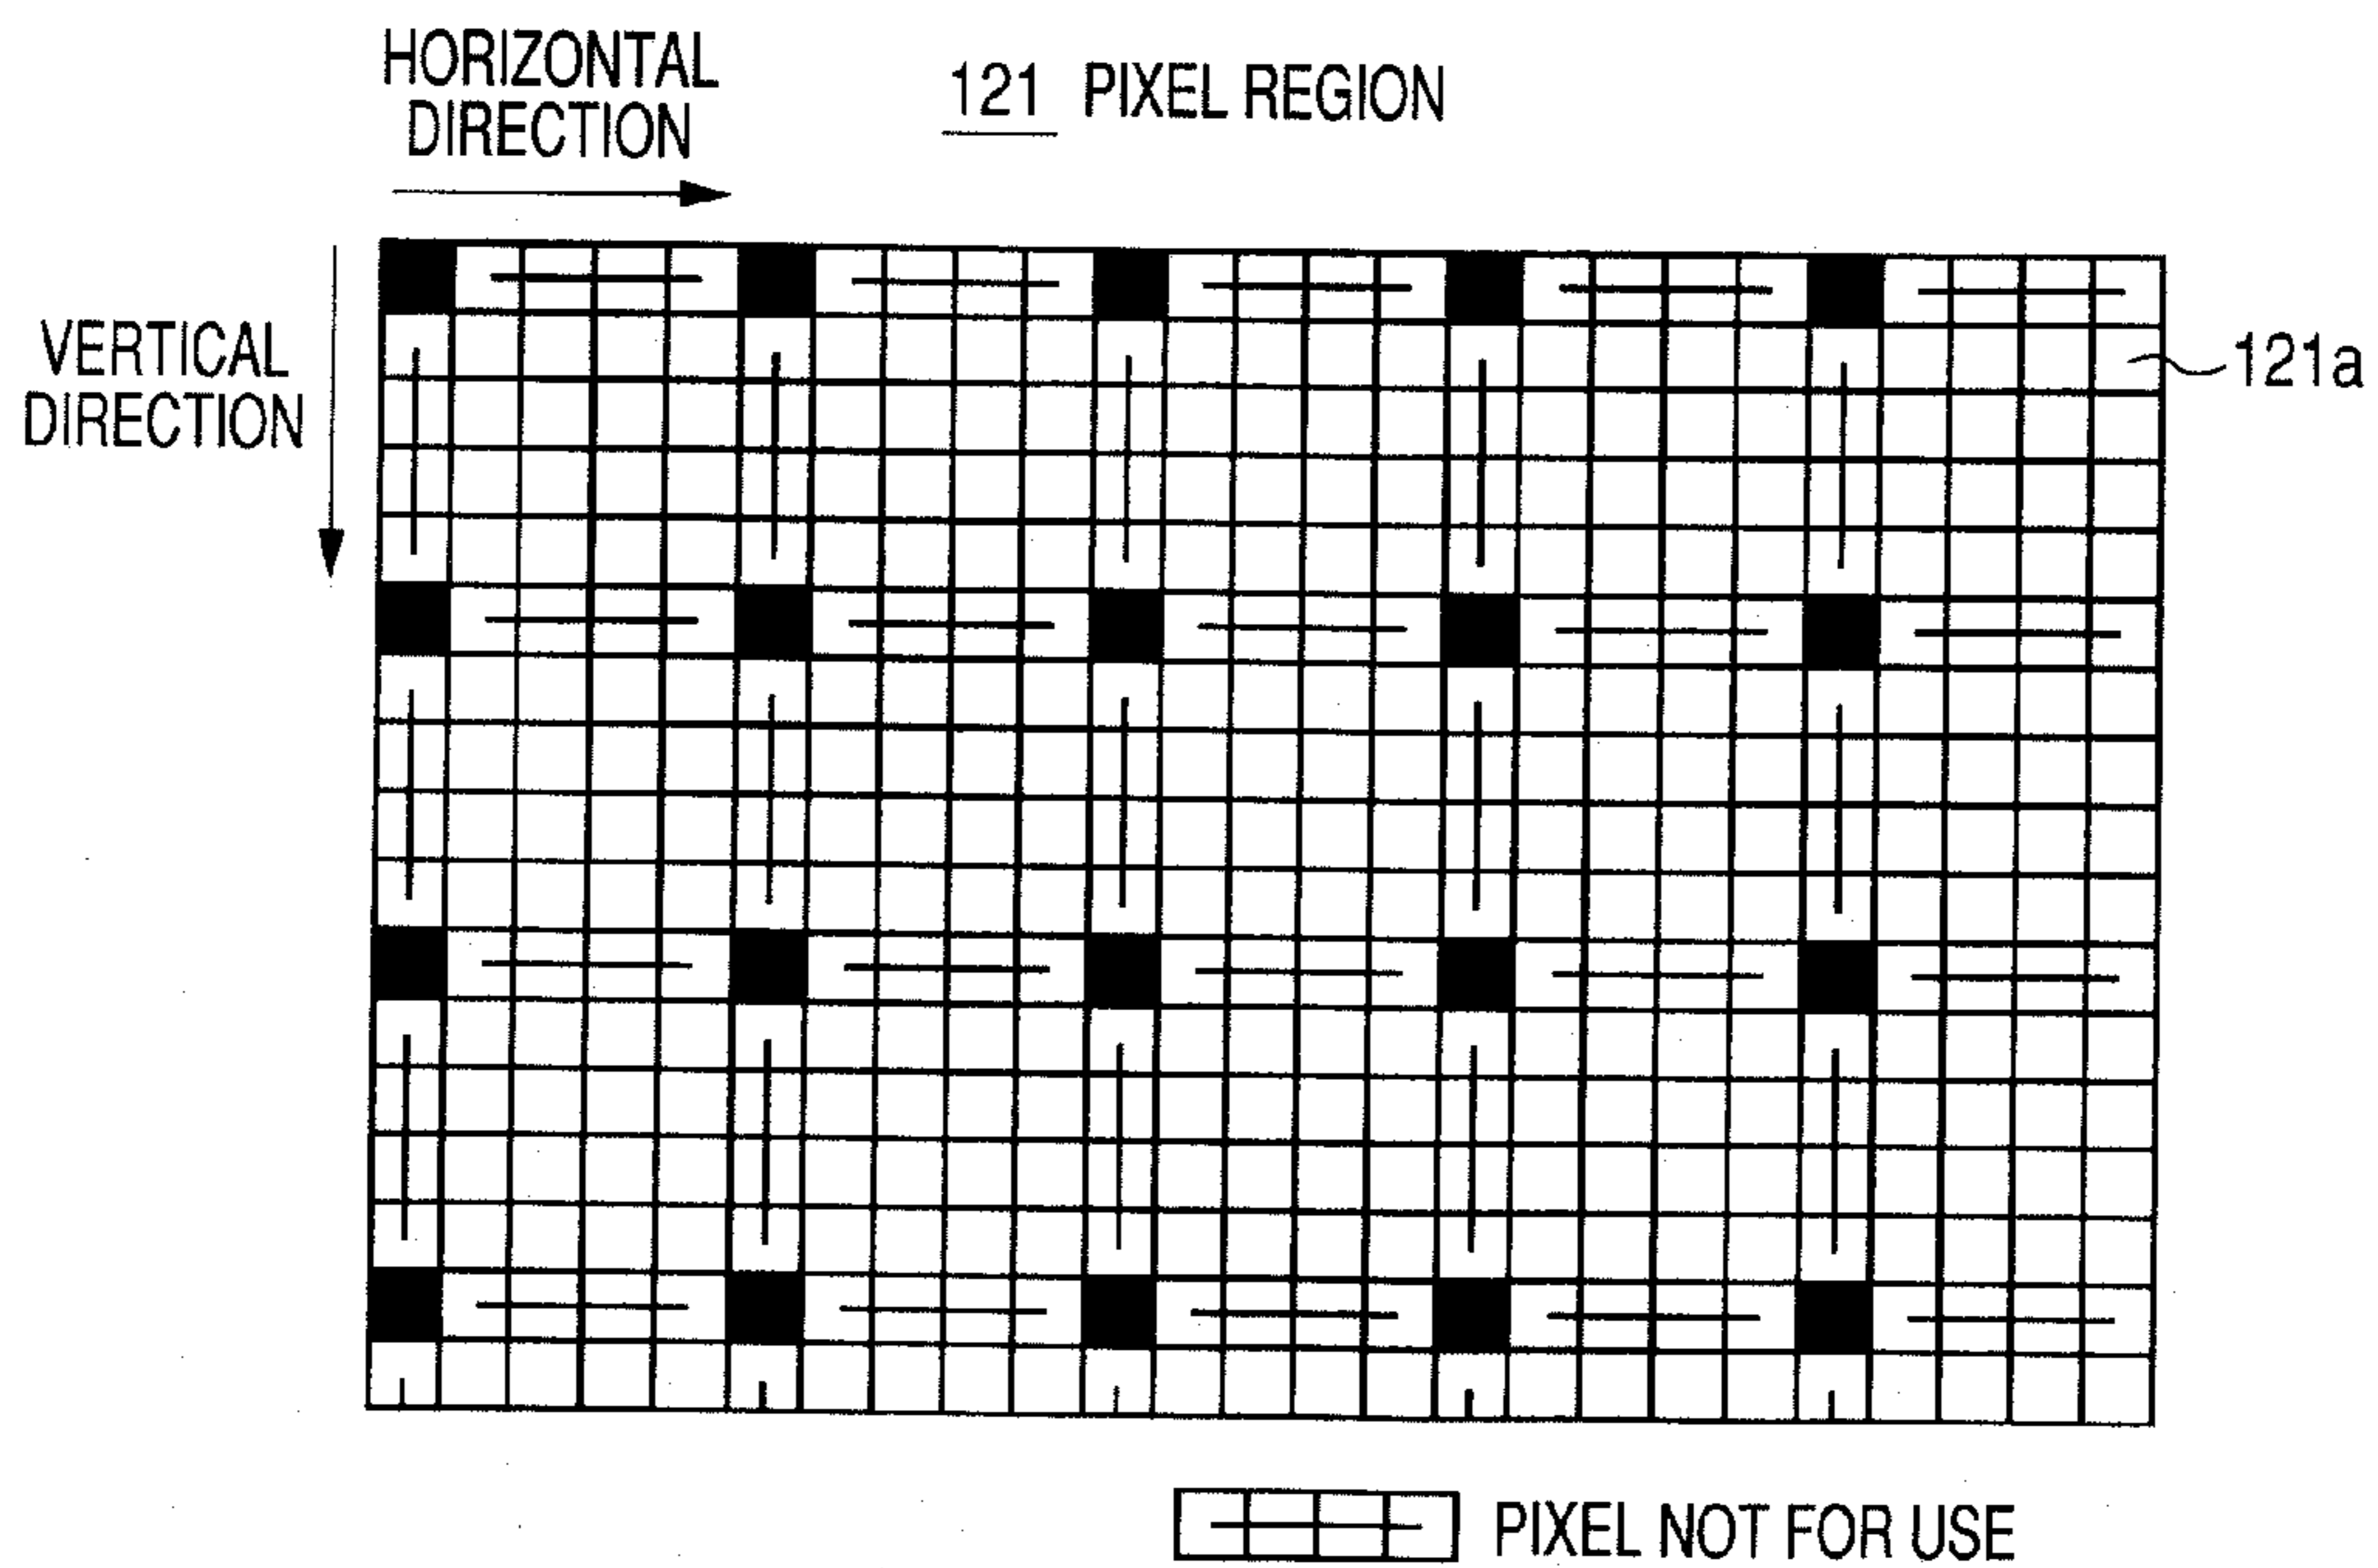 HORIZONTAL
DIRECTION
121 PIXEL REGION
VERTICAL
DIRECTION
121a
PIXEL NOT FOR USE